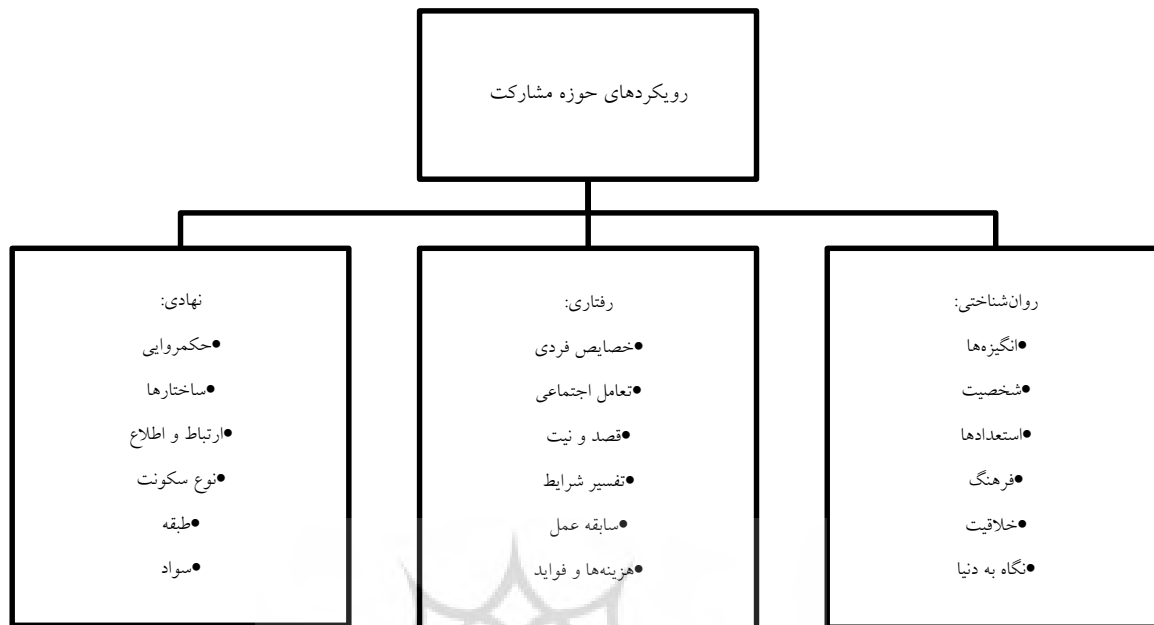 رویکردهای حوزه مشارکت
روان‌شناختی:
•انگیزه‌ها
•شخصیت
•استعدادها
•فرهنگ
•خلاقیت
•نگاه به دنیا
رفتاری:
•خصایص فردی
•تعامل اجتماعی
•قصد و نیت
•تفسیر شرایط
•سابقه عمل
•هزینه‌ها و فواید
نهادی:
•حکمروایی
•ساختارها
•ارتباط و اطلاع
•نوع سکونت
•طبقه
•سواد